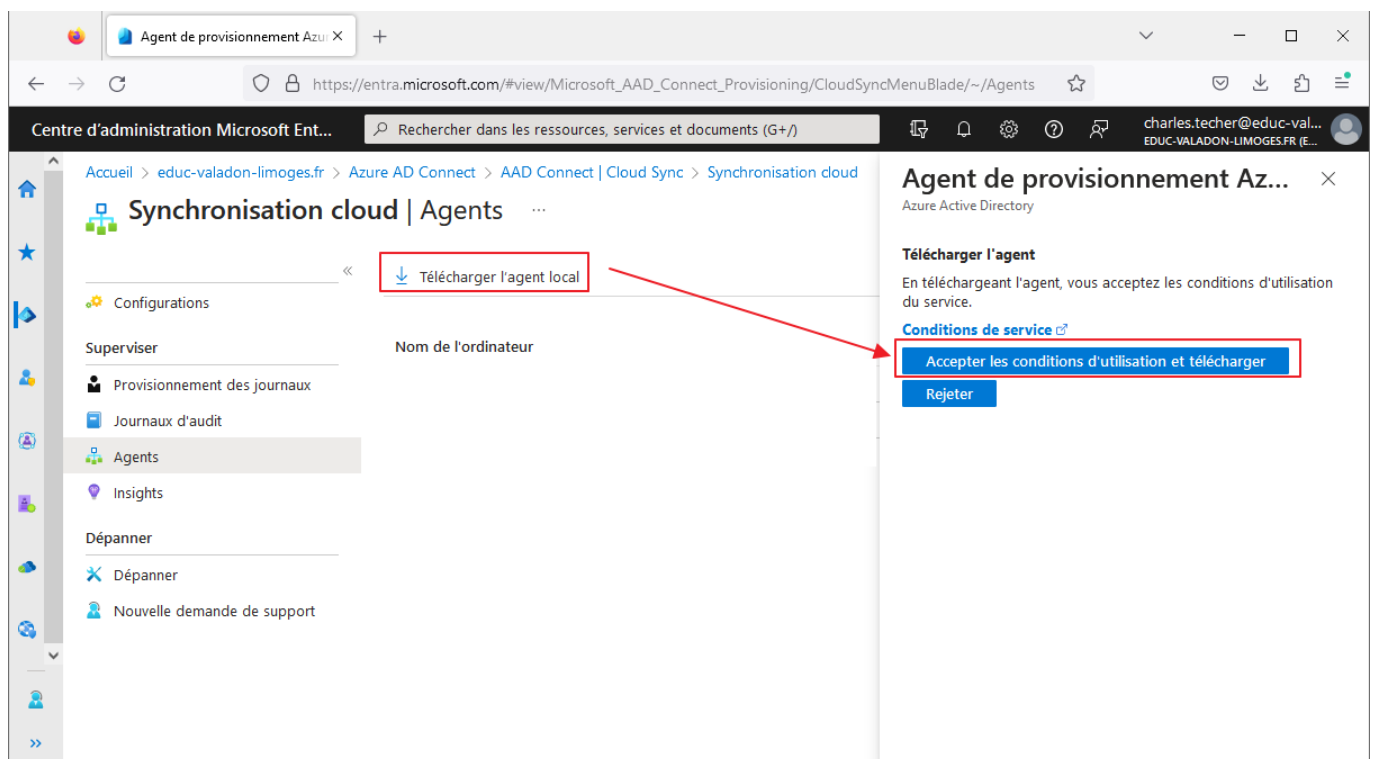 Agent de provisionnement Azu
https://entra.microsoft.com/#view/Microsoft_AAD_Connect_Provisioning/CloudSyncMenuBlade/~/Agents
Centre d'administration Microsoft Ent...
Rechercher dans les ressources, services et documents (G+/)
charles.techer@educ-val...
EDUC-VALADON-LIMOGES.FR (E...
Accueil > educ-valadon-limoges.fr > Azure AD Connect > AAD Connect | Cloud Sync > Synchronisation cloud
Synchronisation cloud | Agents ...
Télécharger l'agent local
Configurations
Superviser
Provisionnement des journaux
Journaux d'audit
Agents
Insights
Dépanner
Dépanner
Nouvelle demande de support
Nom de l'ordinateur
Agent de provisionnement Az...
Azure Active Directory
Télécharger l'agent
En téléchargeant l'agent, vous acceptez les conditions d'utilisation
du service.
Conditions de service
Accepter les conditions d'utilisation et télécharger
Rejeter